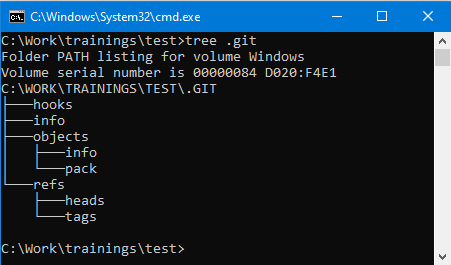 C:\Windows\System32\cmd.exe
C:\Work\trainings\test>tree .git
Folder PATH listing for volume Windows
Volume serial number is 00000084 D020:F4E1
C:\WORK\TRAININGS\TEST\.GIT
├───hooks
├───info
├───objects
│   ├───info
│   └───pack
└───refs
    ├───heads
    └───tags
C:\Work\trainings\test>